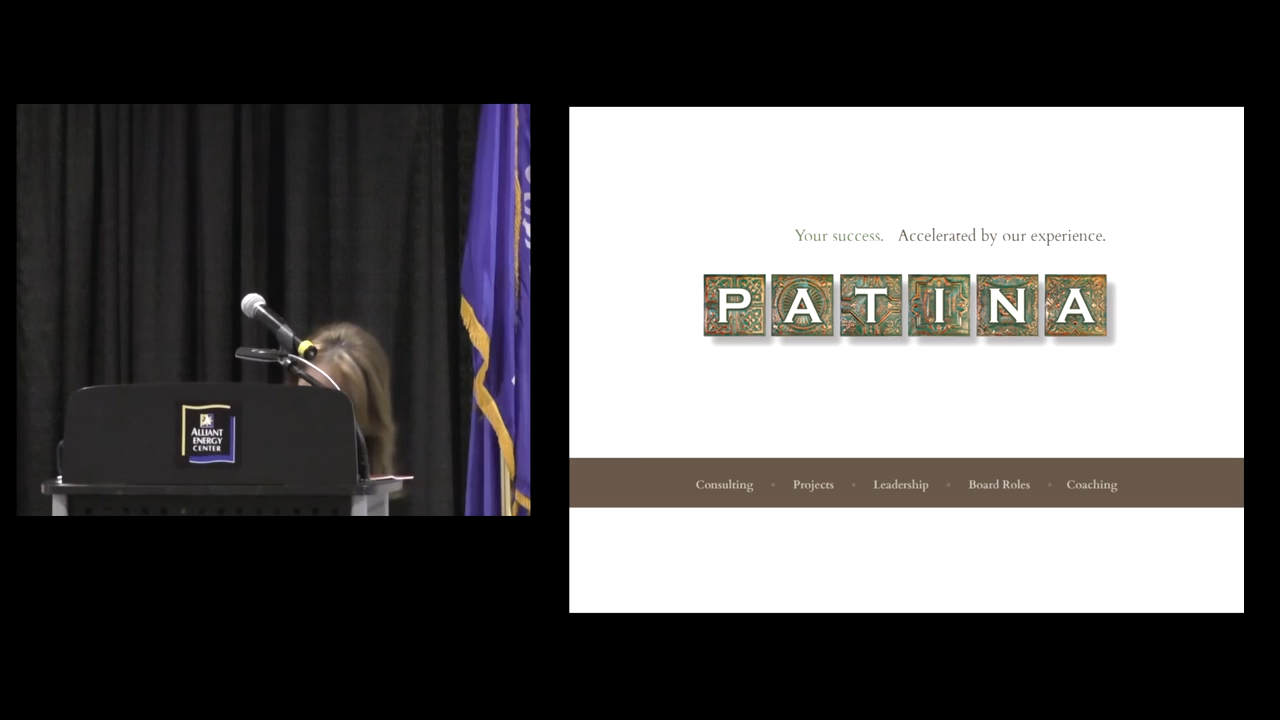 ALLIANT
ENERGY
CENTER
Your success. Accelerated by our experience.
PATINA
Consulting • Projects • Leadership • Board Roles • Coaching